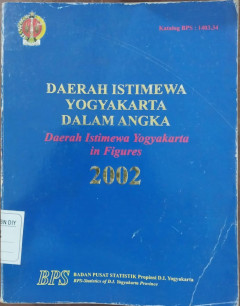 Katalog BPS : 1403.34
DAERAH ISTIMEWA
YOGYAKARTA
DALAM ANGKA
Daerah Istimewa Yogyakarta
in Figures
2002
BPS
BADAN PUSAT STATISTIK Propinsi D.I. Yogyakarta
BPS-Statistics of D.I. Yogyakarta Province